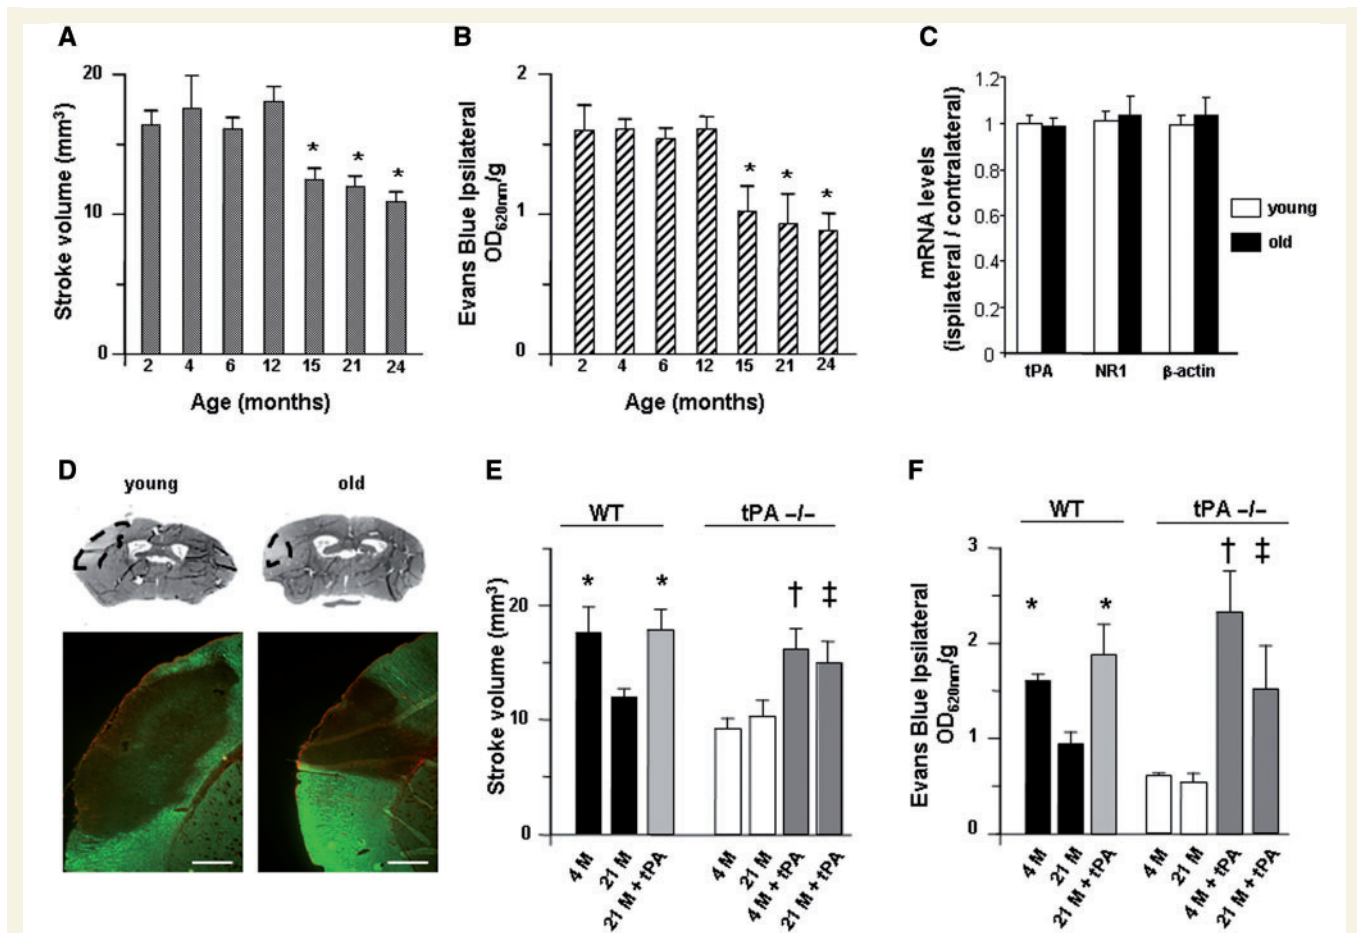 A
20
10
0
Stroke volume (mm³)
* * *
2 4 6 12 15 21 24
Age (months)
B
2
1
0
Evans Blue Ipsilateral
OD620nm/g
* * *
2 4 6 12 15 21 24
Age (months)
C
1.2
1
0.8
0.6
0.4
0.2
0
mRNA levels
(ispilateral / contralateral)
tPA NR1 β-actin
young
old
D
young old
E
WT tPA –/–
20
10
0
Stroke volume (mm³)
* * † ‡
4 M 21 M 21 M + tPA 4 M 21 M 4 M + tPA 21 M + tPA
F
WT tPA –/–
3
2
1
0
Evans Blue Ipsilateral
OD620nm/g
* * † ‡
4 M 21 M 21 M + tPA 4 M 21 M 4 M + tPA 21 M + tPA